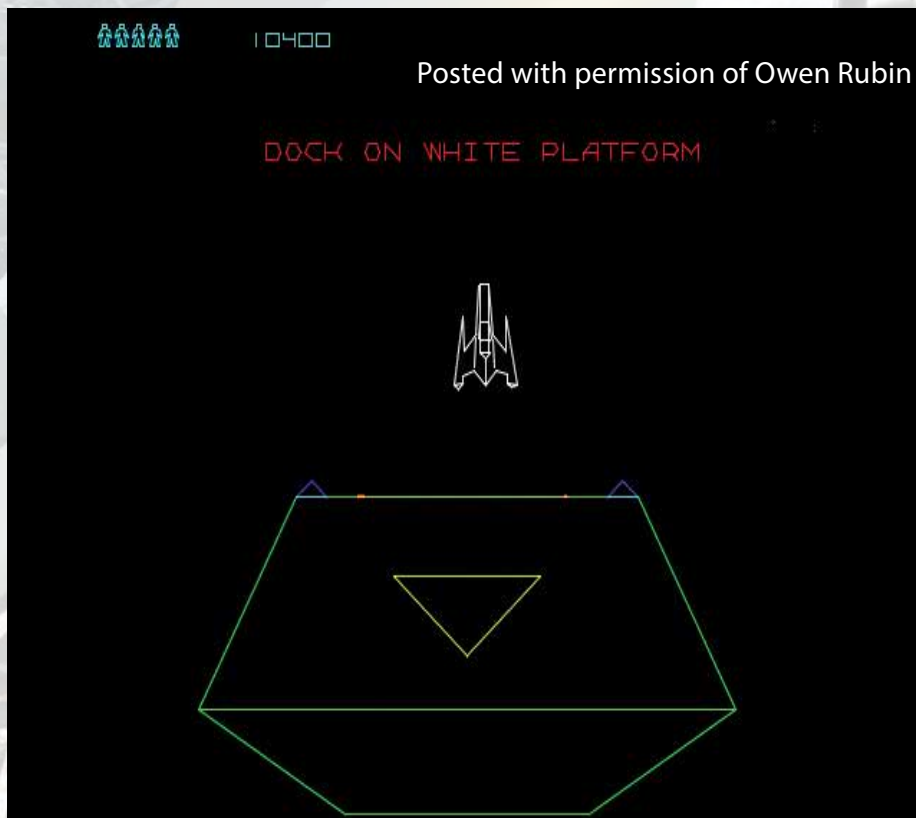 10400
Posted with permission of Owen Rubin
DOCK ON WHITE PLATFORM